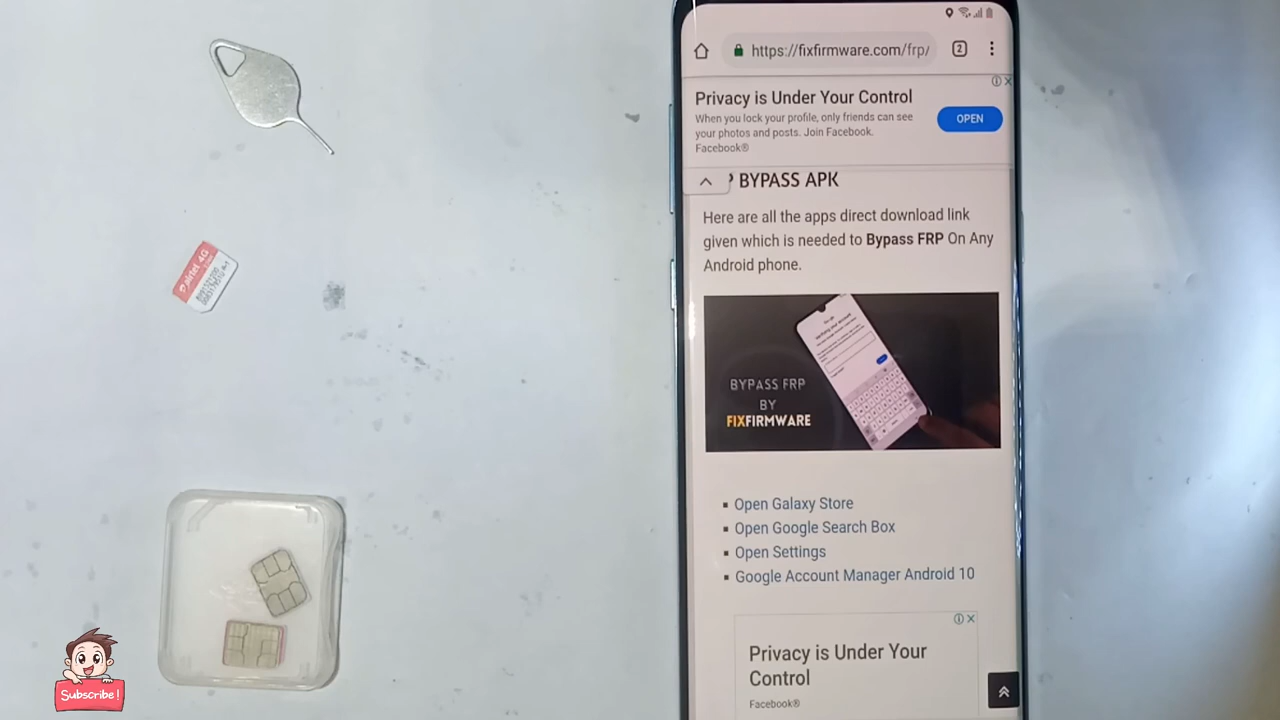 https://fixfirmware.com/frp/
2
Privacy is Under Your Control
When you lock your profile, only friends can see
your photos and posts. Join Facebook.
Facebook®
OPEN
BYPASS APK
Here are all the apps direct download link
given which is needed to Bypass FRP On Any
Android phone.
BYPASS FRP
BY
FIXFIRMWARE
Open Galaxy Store
Open Google Search Box
Open Settings
Google Account Manager Android 10
Privacy is Under Your
Control
Facebook®
airtel 4G
Subscribe!